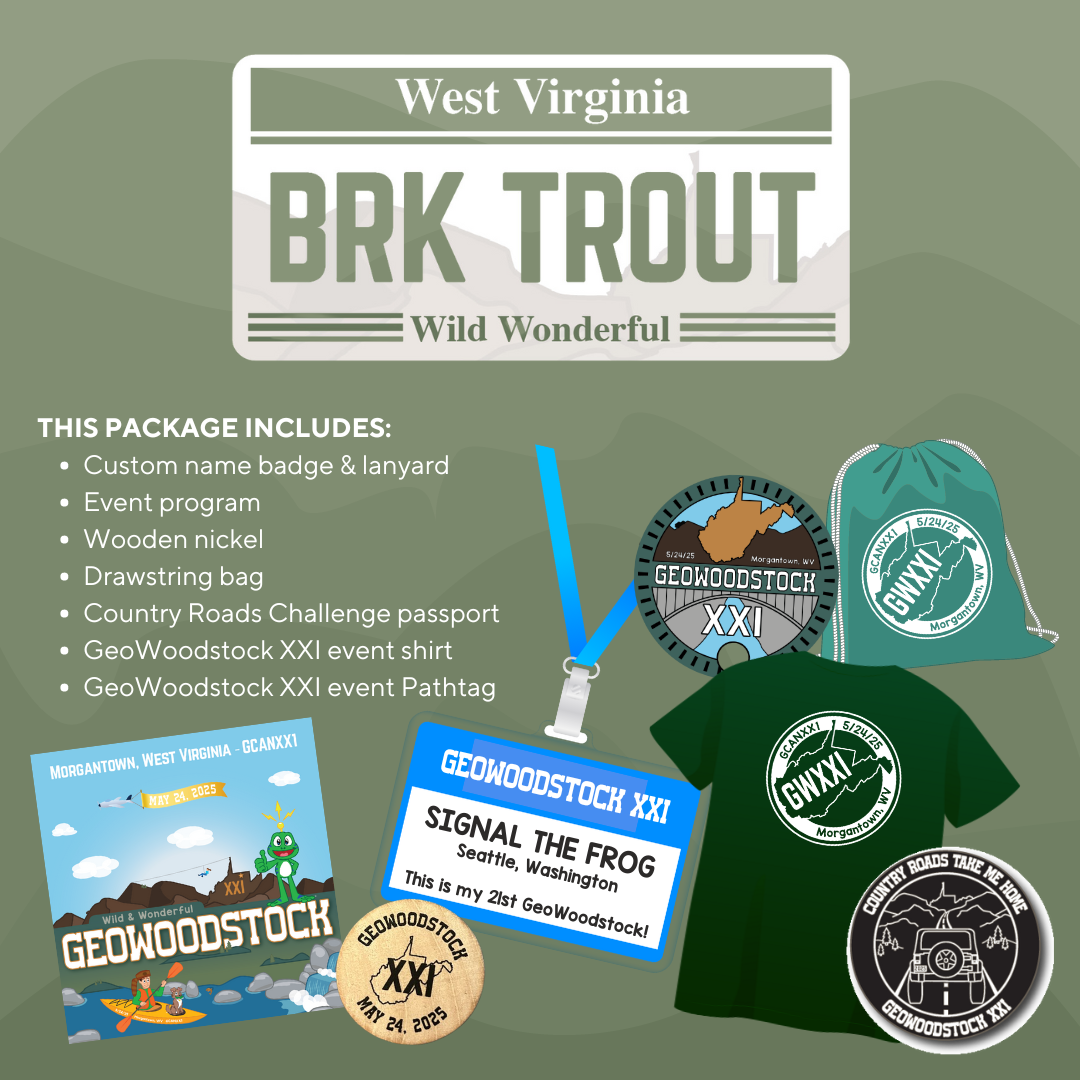 West Virginia
BRK TROUT
Wild Wonderful
THIS PACKAGE INCLUDES:
• Custom name badge & lanyard
• Event program
• Wooden nickel
• Drawstring bag
• Country Roads Challenge passport
• GeoWoodstock XXI event shirt
• GeoWoodstock XXI event Pathtag
5/24/25
Morgantown, WV
GEOWOODSTOCK
XXI
GCANXX1
5/24/25
GWXXI
Morgantown, WV
MORGANTOWN, WEST VIRGINIA - GCANXX1
MAY 24, 2025
XXI
Wild & Wonderful
GEOWOODSTOCK
GEOWOODSTOCK XXI
SIGNAL THE FROG
Seattle, Washington
This is my 21st GeoWoodstock!
GCANXX1
5/24/25
GWXXI
Morgantown, WV
GEOWOODSTOCK
XXI
MAY 24, 2025
COUNTRY ROADS TAKE ME HOME
GEOWOODSTOCK XXI